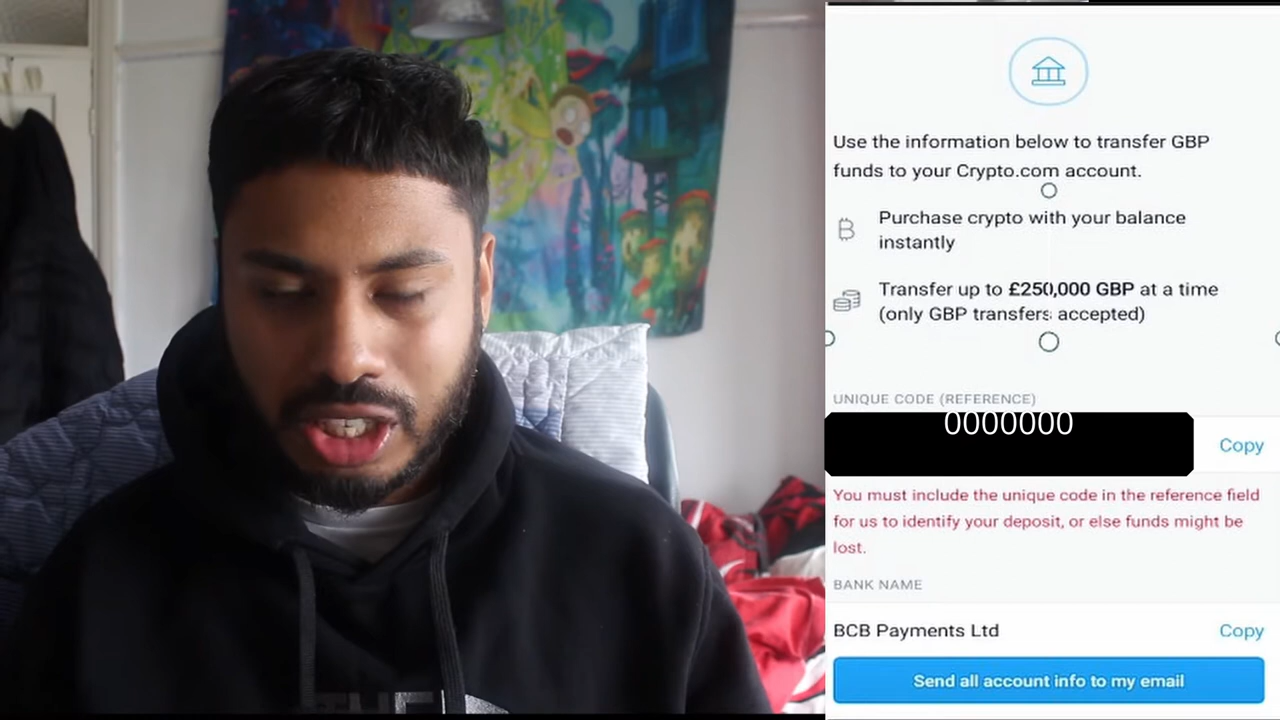 Use the information below to transfer GBP
funds to your Crypto.com account.
Purchase crypto with your balance
instantly
Transfer up to £250,000 GBP at a time
(only GBP transfers accepted)
UNIQUE CODE (REFERENCE)
0000000
Copy
You must include the unique code in the reference field
for us to identify your deposit, or else funds might be
lost.
BANK NAME
BCB Payments Ltd
Copy
Send all account info to my email